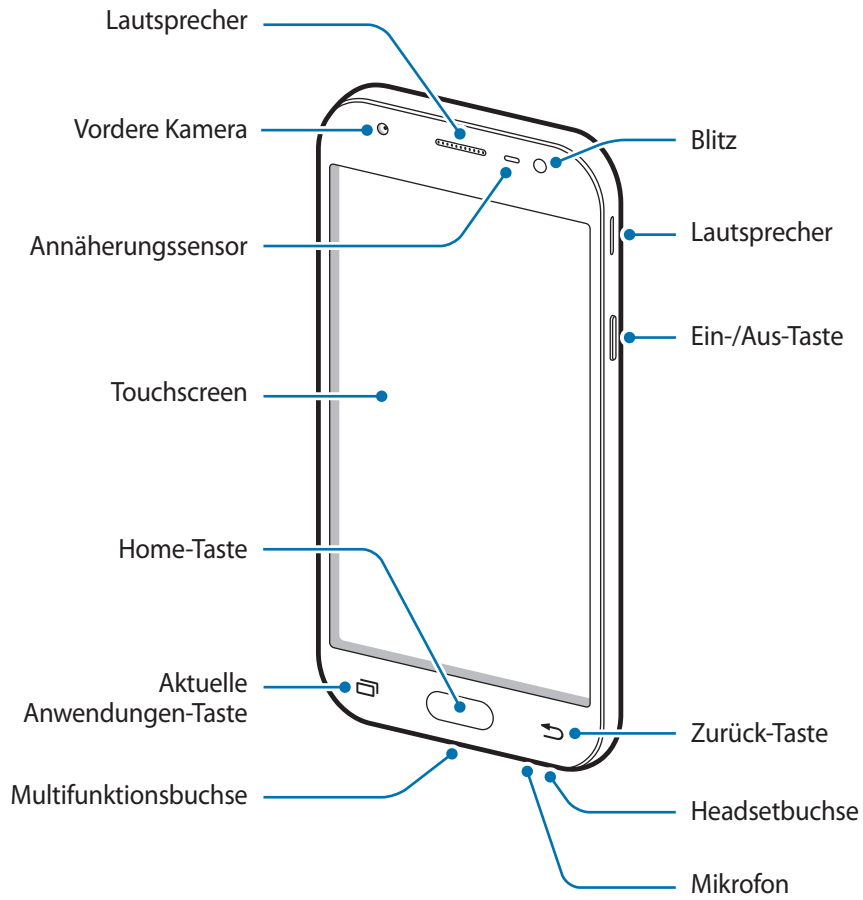 Lautsprecher
Vordere Kamera
Annäherungssensor
Touchscreen
Home-Taste
Aktuelle
Anwendungen-Taste
Multifunktionsbuchse
Blitz
Lautsprecher
Ein-/Aus-Taste
Zurück-Taste
Headsetbuchse
Mikrofon